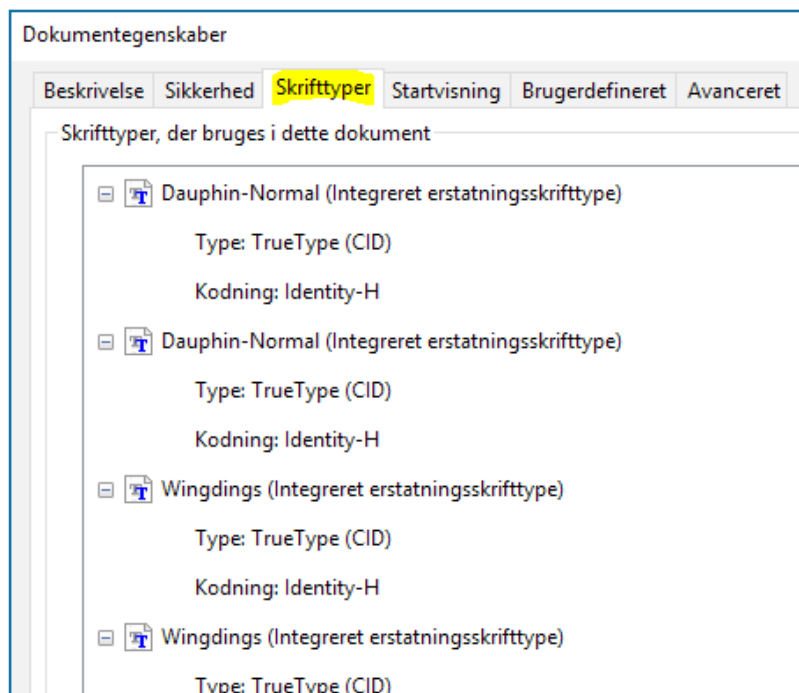 Dokumentegenskaber
Beskrivelse Sikkerhed Skrifttyper Startvisning Brugerdefineret Avanceret
Skrifttyper, der bruges i dette dokument
Dauphin-Normal (Integreret erstatningsskrifttype)
Type: TrueType (CID)
Kodning: Identity-H
Dauphin-Normal (Integreret erstatningsskrifttype)
Type: TrueType (CID)
Kodning: Identity-H
Wingdings (Integreret erstatningsskrifttype)
Type: TrueType (CID)
Kodning: Identity-H
Wingdings (Integreret erstatningsskrifttype)
Type: TrueType (CID)